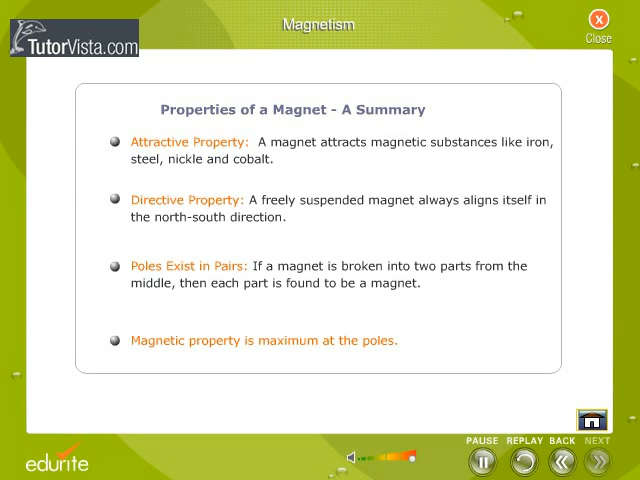 Magnetism
TutorVista.com
X
Close
Properties of a Magnet - A Summary
Attractive Property: A magnet attracts magnetic substances like iron,
steel, nickle and cobalt.
Directive Property: A freely suspended magnet always aligns itself in
the north-south direction.
Poles Exist in Pairs: If a magnet is broken into two parts from the
middle, then each part is found to be a magnet.
Magnetic property is maximum at the poles.
PAUSE REPLAY BACK NEXT
edurite